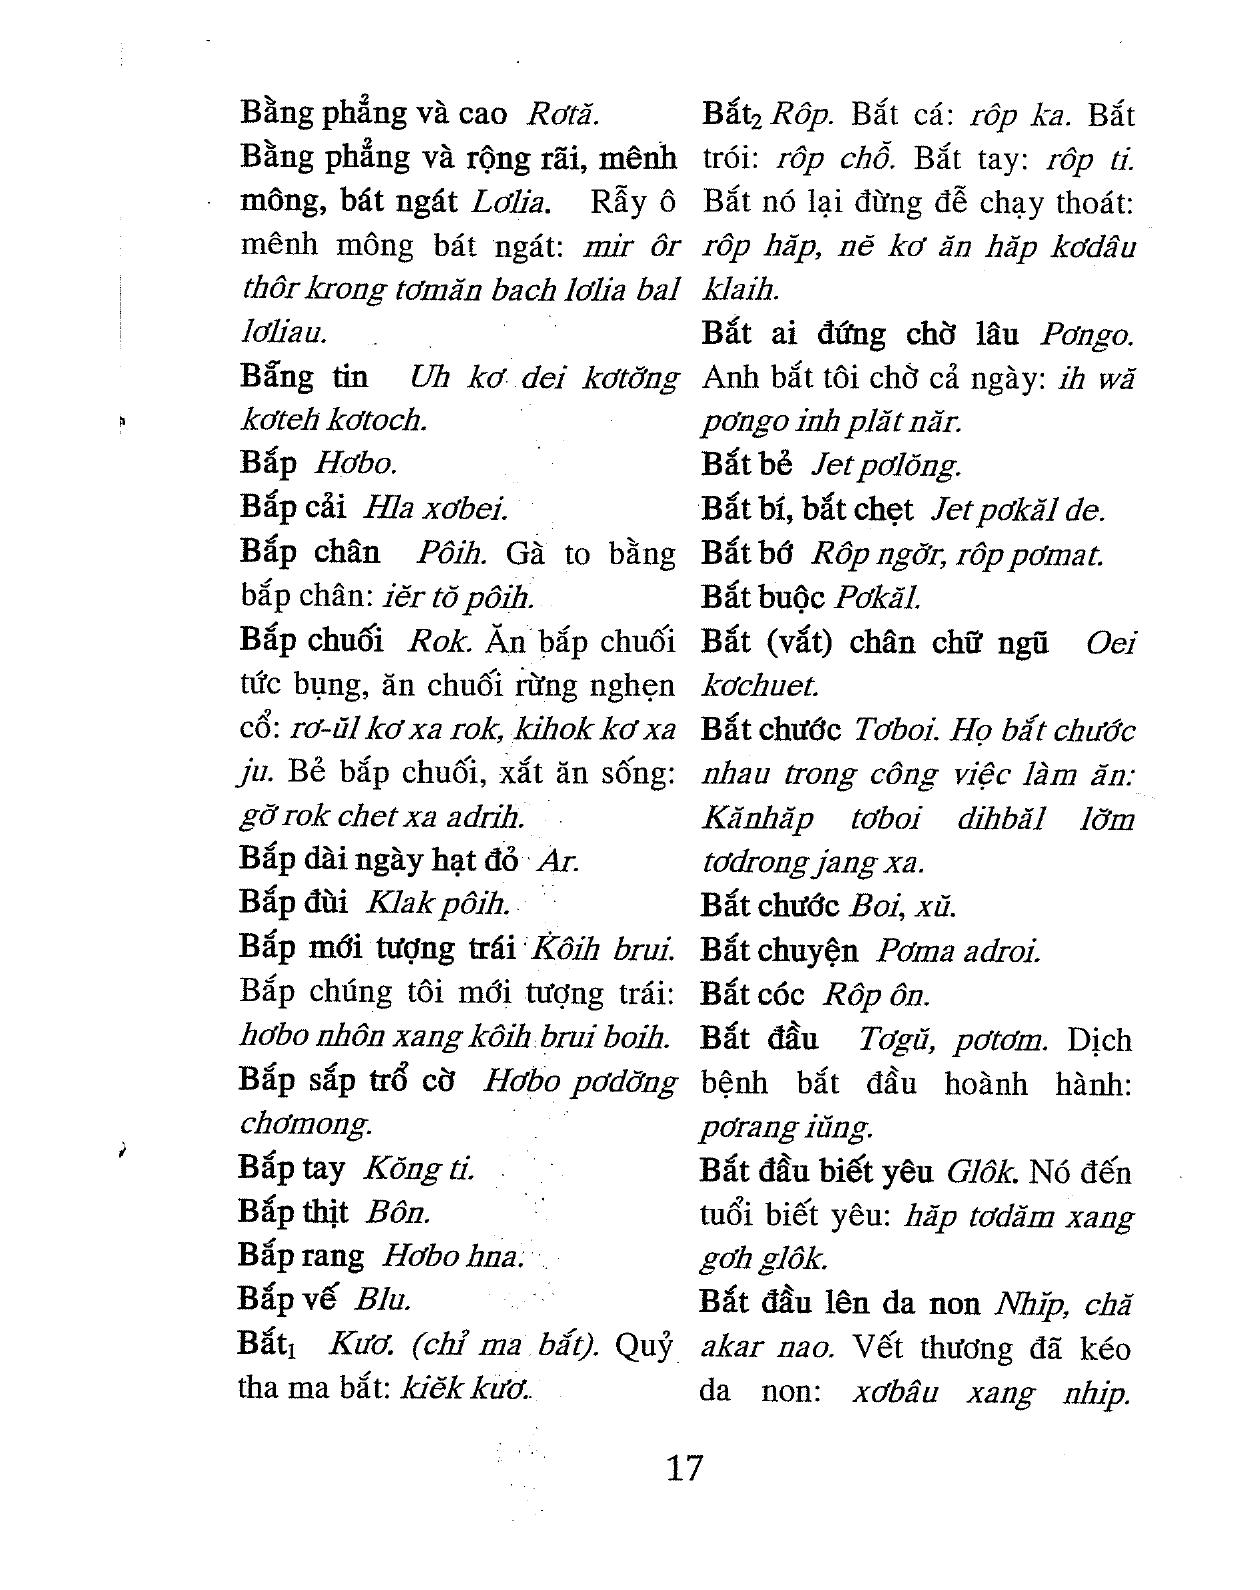 Bằng phẳng và cao Rơtă.
Bằng phẳng và rộng rãi, mênh
mông, bát ngát Lơlia. Rẫy ô
mênh mông bát ngát: mir ôr
thôr krong tơmăn bach lơlia bal
lơliau.
Bẵng tin Uh kơ dei kơtơ̆ng
kơteh kơtoch.
Bắp Hơbo.
Bắp cải Hla xơbei.
Bắp chân Pôih. Gà to bằng
bắp chân: iĕr tŏ pôih.
Bắp chuối Rok. Ăn bắp chuối
tức bụng, ăn chuối rừng nghẹn
cổ: rơ-ŭl kơ xa rok, kihok kơ xa
ju. Bẻ bắp chuối, xắt ăn sống:
gơ̆ rok chet xa adrih.
Bắp dài ngày hạt đỏ Ar.
Bắp đùi Klak pôih.
Bắp mới tượng trái Kôih brui.
Bắp chúng tôi mới tượng trái:
hơbo nhôn xang kôih brui boih.
Bắp sắp trổ cờ Hơbo pơdơ̆ng
chơmong.
Bắp tay Kŏng ti.
Bắp thịt Bôn.
Bắp rang Hơbo hna.
Bắp vế Blu.
Bắt₁ Kươ. (chỉ ma bắt). Quỷ
tha ma bắt: kiĕk kươ.
Bắt₂ Rôp. Bắt cá: rôp ka. Bắt
trói: rôp chỗ. Bắt tay: rôp ti.
Bắt nó lại đừng đễ chạy thoát:
rôp hăp, nĕ kơ ăn hăp kơdâu
klaih.
Bắt ai đứng chờ lâu Pơngo.
Anh bắt tôi chờ cả ngày: ih wă
pơngo inh plăt năr.
Bắt bẻ Jet pơlŏng.
Bắt bí, bắt chẹt Jet pơkăl de.
Bắt bớ Rôp ngơ̆r, rôp pơmat.
Bắt buộc Pơkăl.
Bắt (vắt) chân chữ ngũ Oei
kơchuet.
Bắt chước Tơboi. Họ bắt chước
nhau trong công việc làm ăn:
Kănhăp tơboi dihbăl lơ̆m
tơdrong jang xa.
Bắt chước Boi, xŭ.
Bắt chuyện Pơma adroi.
Bắt cóc Rôp ôn.
Bắt đầu Tơgŭ, pơtơm. Dịch
bệnh bắt đầu hoành hành:
pơrang iŭng.
Bắt đầu biết yêu Glôk. Nó đến
tuổi biết yêu: hăp tơdăm xang
gơh glôk.
Bắt đầu lên da non Nhĭp, chă
akar nao. Vết thương đã kéo
da non: xơbâu xang nhip.
17